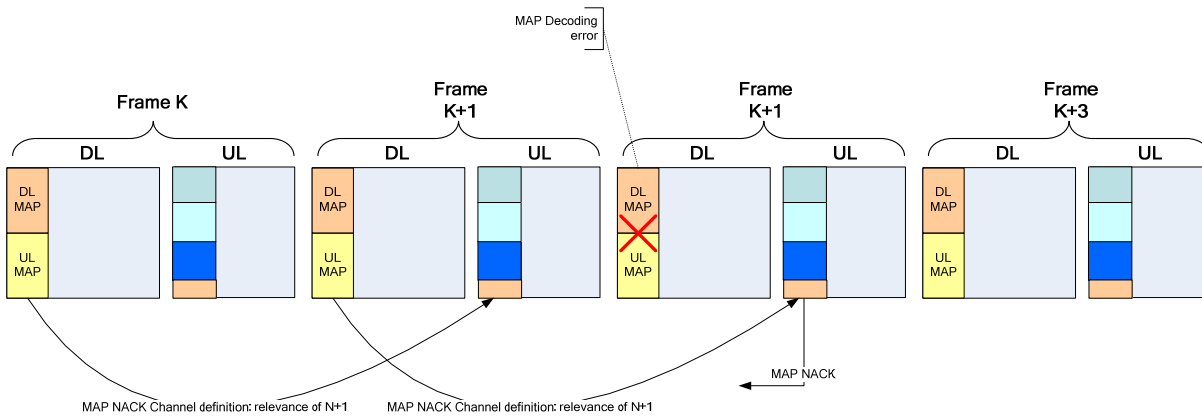 MAP Decoding
error
Frame K
Frame
K+1
Frame
K+1
Frame
K+3
DL
UL
DL
UL
DL
UL
DL
UL
DL
MAP
DL
MAP
DL
MAP
DL
MAP
UL
MAP
UL
MAP
UL
MAP
UL
MAP
MAP NACK
MAP NACK Channel definition: relevance of N+1
MAP NACK Channel definition: relevance of N+1